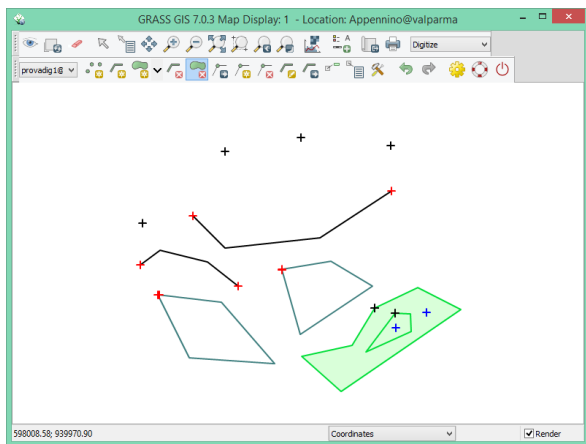 GRASS GIS 7.0.3 Map Display: 1 - Location: Appennino@valparma
Digitize
provadig1@
598008.58; 939970.90
Coordinates
Render